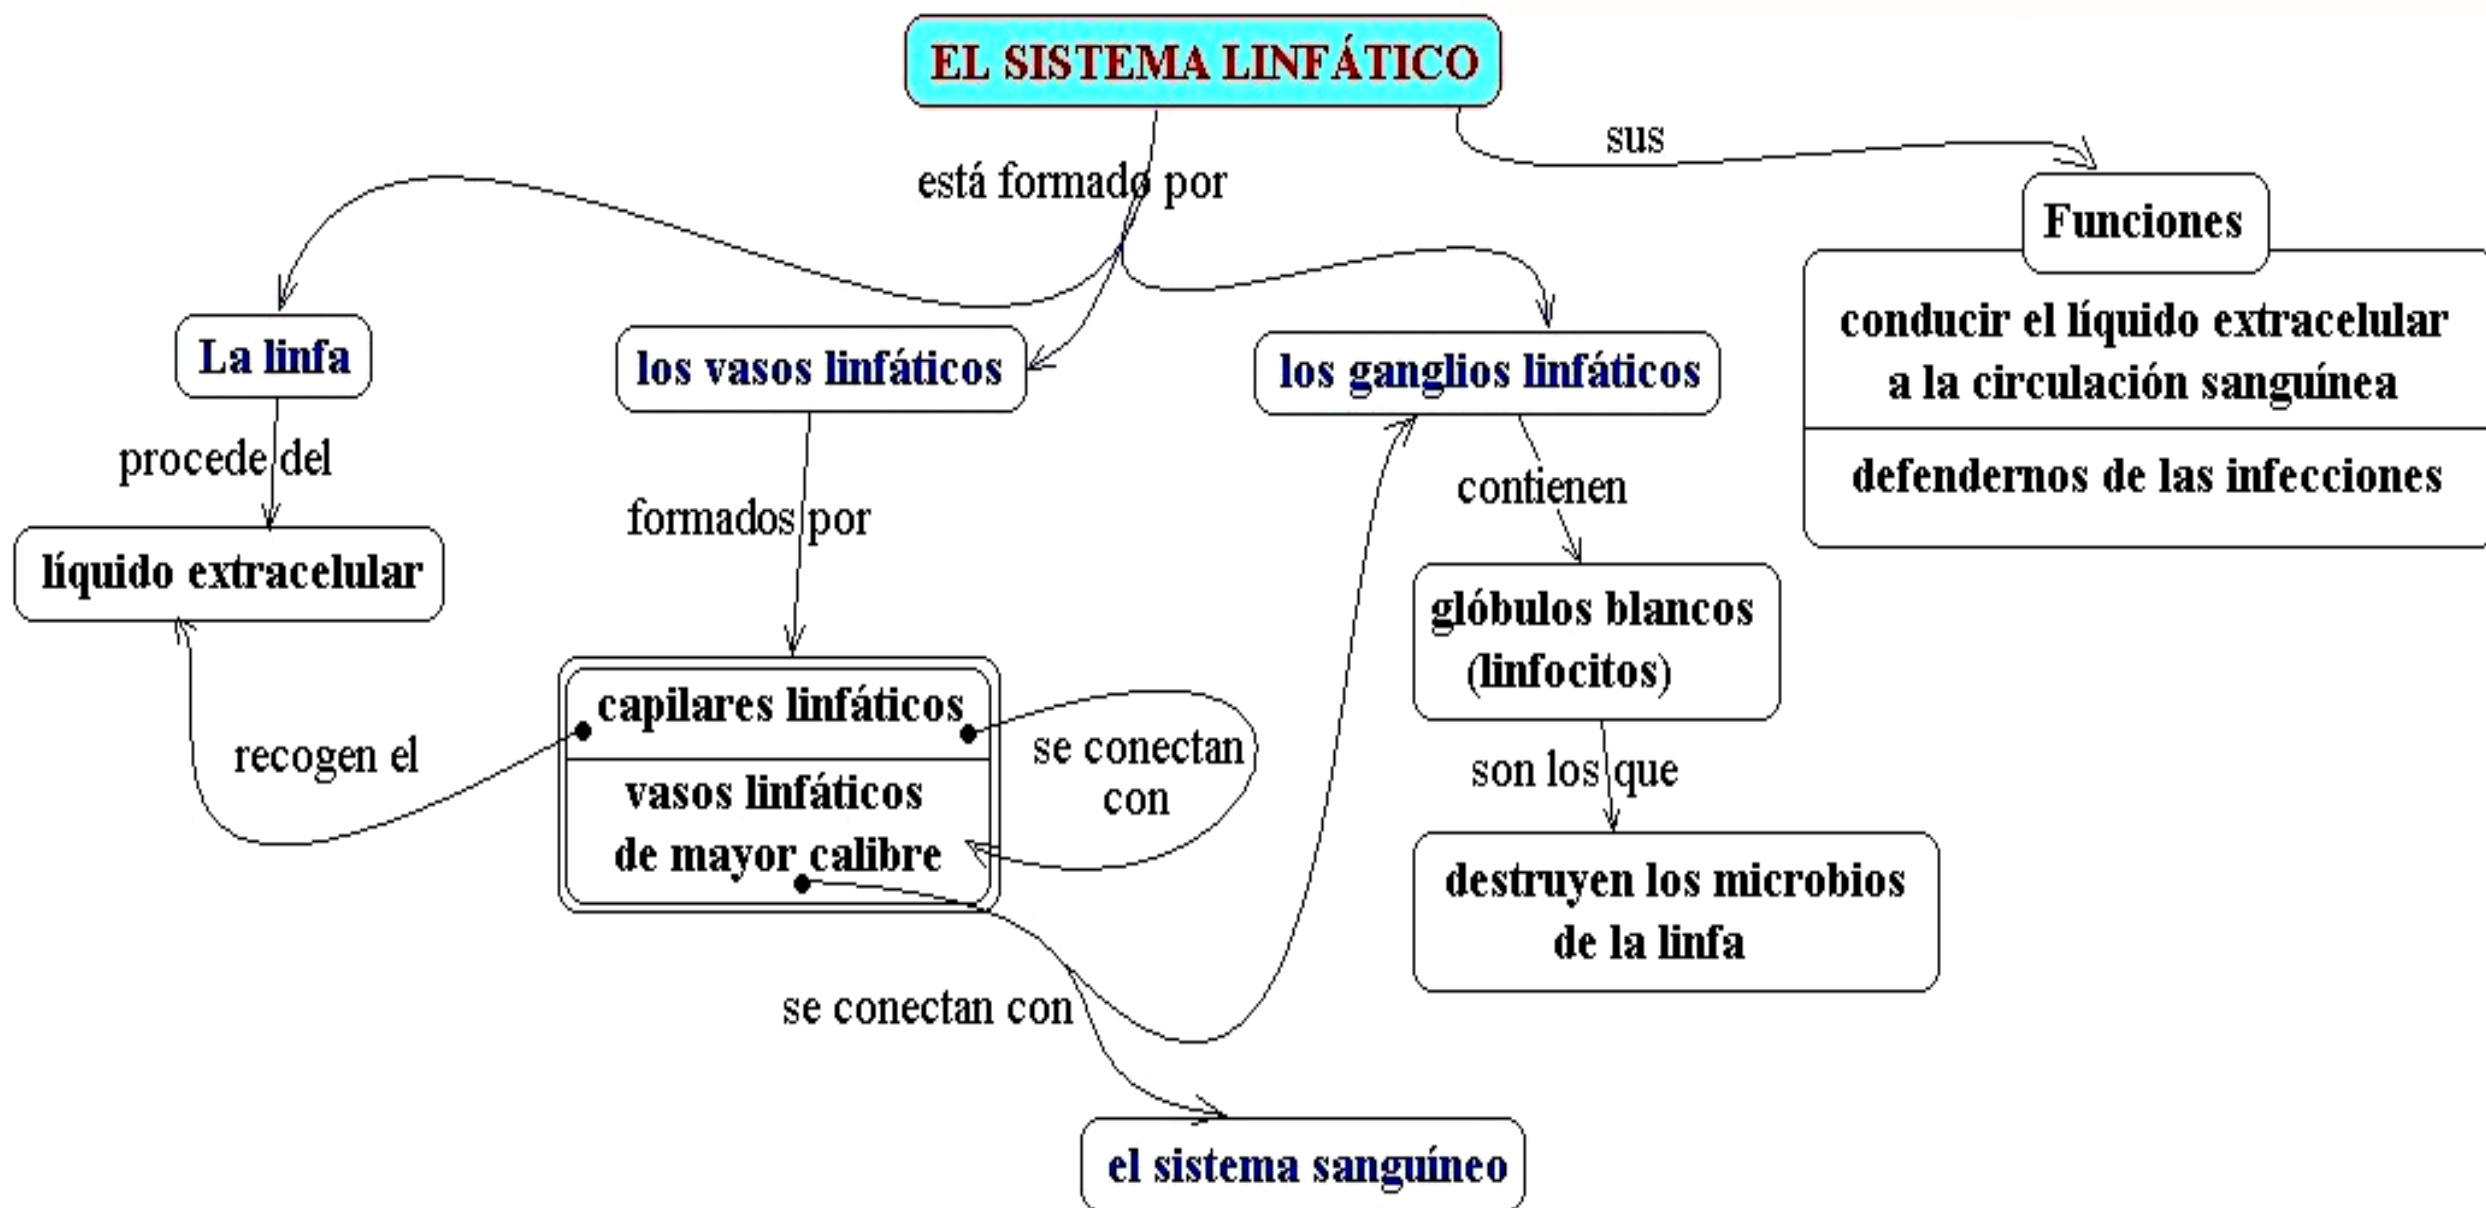 EL SISTEMA LINFÁTICO
está formado por
sus
Funciones
conducir el líquido extracelular
a la circulación sanguínea
defendernos de las infecciones
La linfa
procede del
líquido extracelular
los vasos linfáticos
formados por
capilares linfáticos
vasos linfáticos
de mayor calibre
recogen el
se conectan
con
se conectan con
los ganglios linfáticos
contienen
glóbulos blancos
(linfocitos)
son los que
destruyen los microbios
de la linfa
el sistema sanguíneo